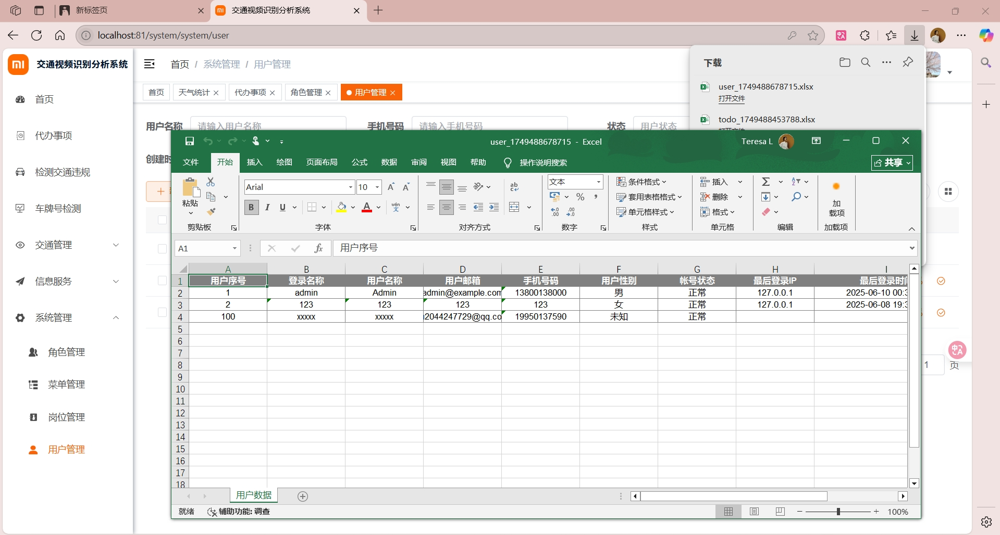 新标签页
交通视频识别分析系统
localhost:81/system/system/user
交通视频识别分析系统
首页 / 系统管理 / 用户管理
下载
首页
天气统计
代办事项
角色管理
用户管理
user_1749488678715.xlsx
打开文件
todo_1749488453788.xlsx
打开文件
用户名称 请输入用户名称
手机号码 请输入手机号码
状态 用户状态
创建时
首页
代办事项
检测交通违规
车牌号检测
交通管理
信息服务
系统管理
角色管理
菜单管理
岗位管理
用户管理
user_1749488678715 - Excel
Teresa L
文件 开始 插入 绘图 页面布局 公式 数据 审阅 视图 帮助 操作说明搜索
共享
粘贴
剪贴板
Arial 10
B I U
字体
对齐方式
文本
数字
条件格式
套用表格格式
单元格样式
样式
插入
删除
格式
单元格
编辑
加
载项
加载项
A1 fx 用户序号
A B C D E F G H I
1 用户序号 登录名称 用户名称 用户邮箱 手机号码 用户性别 帐号状态 最后登录IP 最后登录时
2 1 admin Admin admin@example.com 13800138000 男 正常 127.0.0.1 2025-06-10 00:3
3 2 123 123 123 123 女 正常 127.0.0.1 2025-06-08 19:3
4 100 xxxxx xxxxx 2044247729@qq.co 19950137590 未知 正常
5
6
7
8
9
10
11
12
13
14
15
16
17
18
用户数据
1 页
就绪 辅助功能: 调查
100%